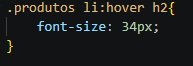 .produtos li:hover h2{
    font-size: 34px;
}